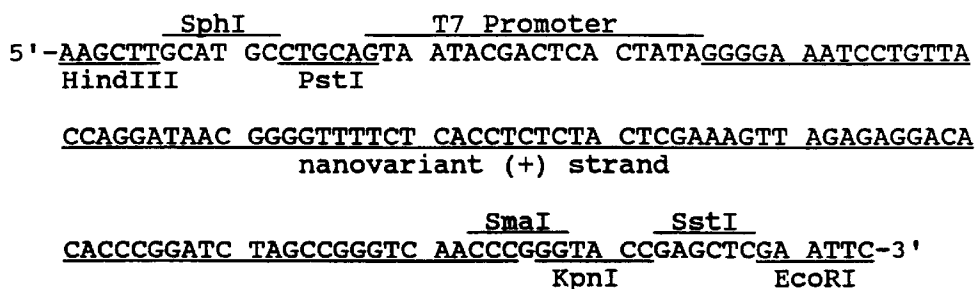 SphI T7 Promoter
5'-AAGCTTGCAT GCCTGCAGTA ATACGACTCA CTATAGGGGA AATCCTGTTA
HindIII PstI
CCAGGATAAC GGGGTTTTCT CACCTCTCTA CTCGAAAGTT AGAGAGGACA
nanovariant (+) strand
SmaI SstI
CACCCGGATC TAGCCGGGTC AACCCGGGTA CCGAGCTCGA ATTC-3'
KpnI EcoRI